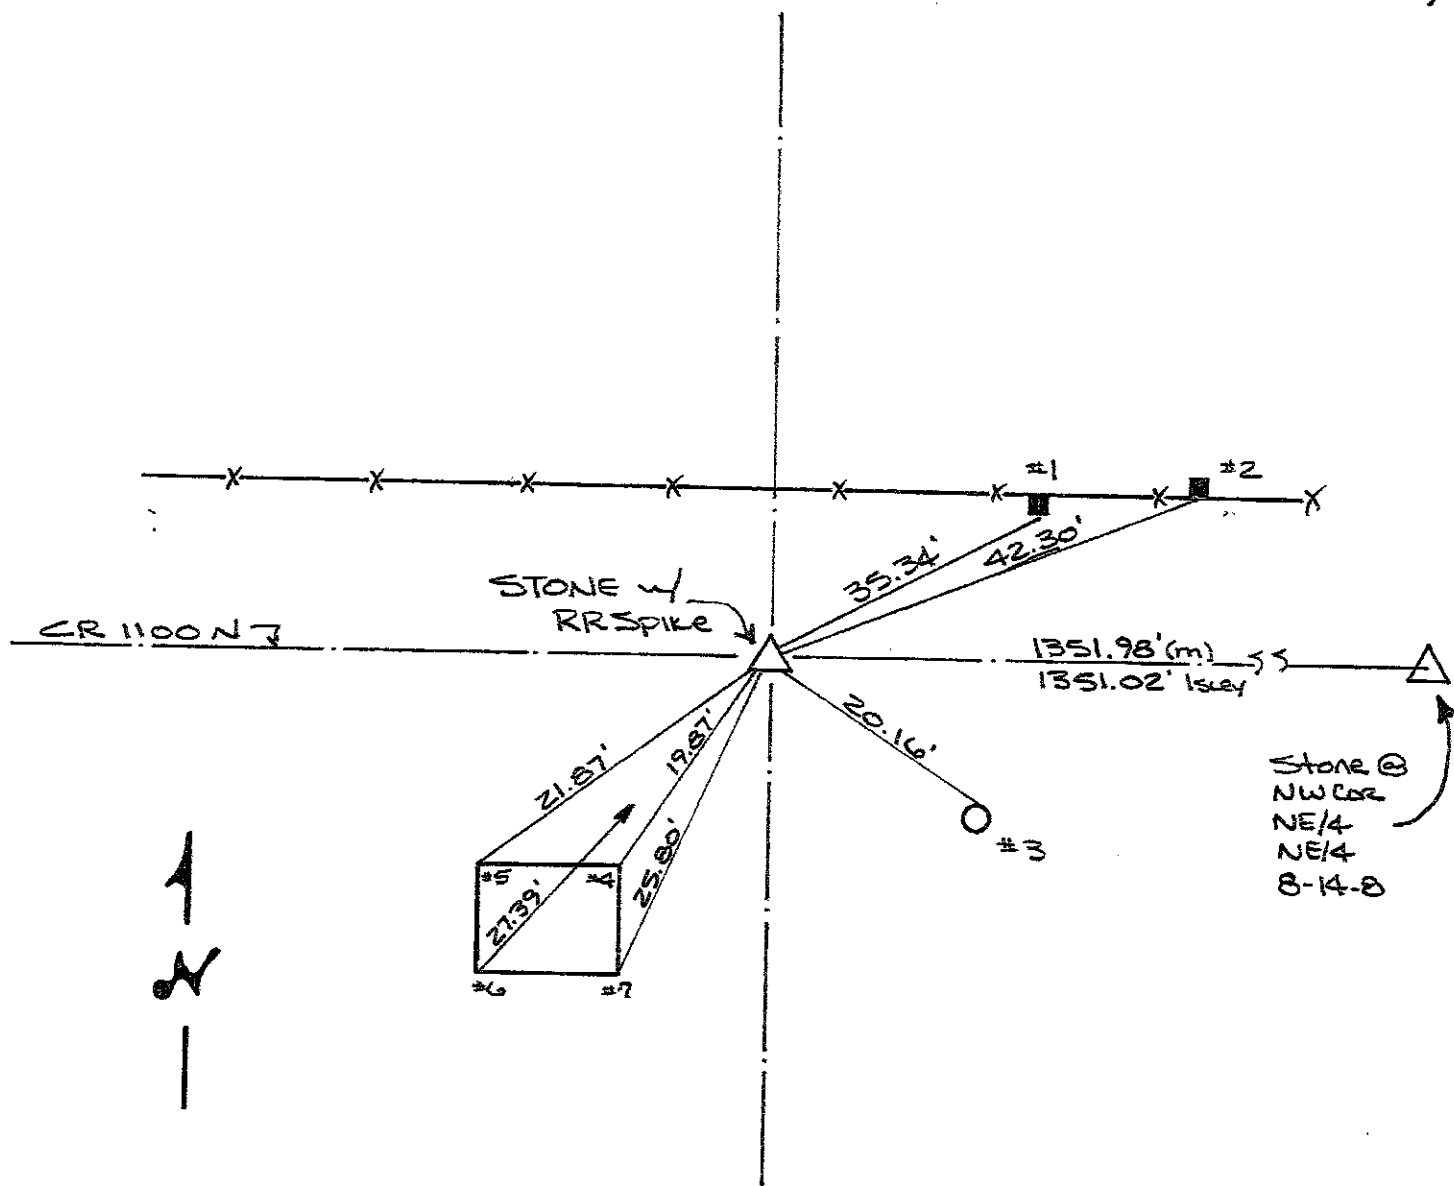 #1
#2
35.34'
42.30'
STONE w/
RR Spike
CR 1100 N
1351.98'(m)
1351.02' Isley
20.16'
21.87'
19.87'
25.80'
27.39'
Stone @
NW COR
NE/4
NE/4
8-14-8
#3
#5
#4
#6
#7
N